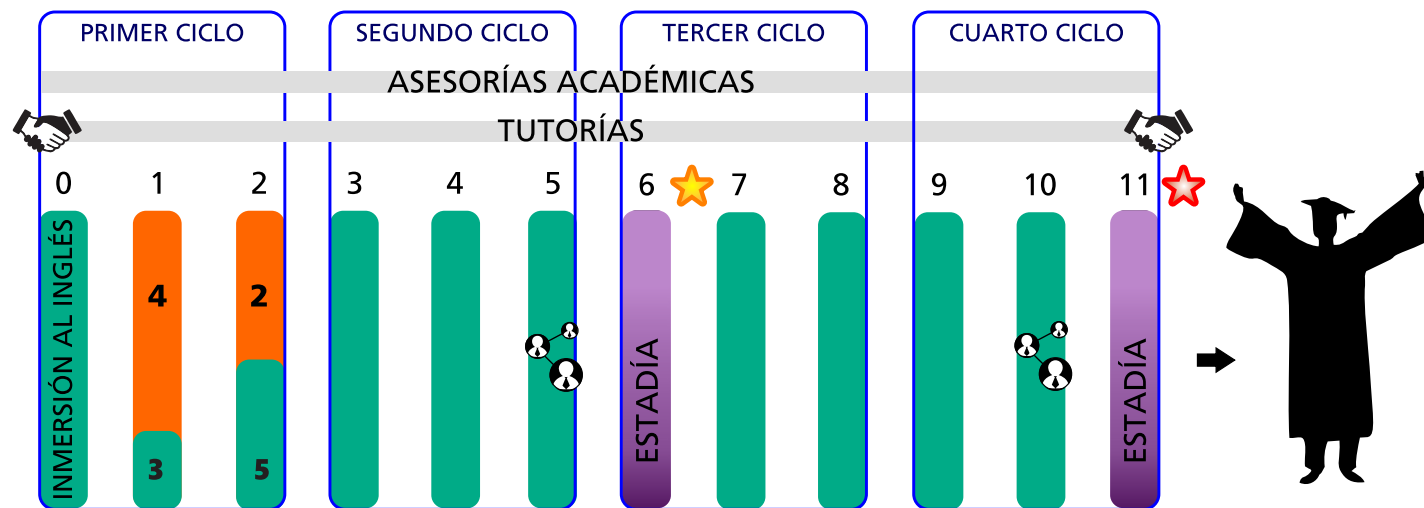 PRIMER CICLO SEGUNDO CICLO TERCER CICLO CUARTO CICLO
ASESORÍAS ACADÉMICAS
TUTORÍAS
0 1 2 3 4 5 6 7 8 9 10 11
INMERSIÓN AL INGLÉS
4 2
3 5
ESTADÍA
ESTADÍA